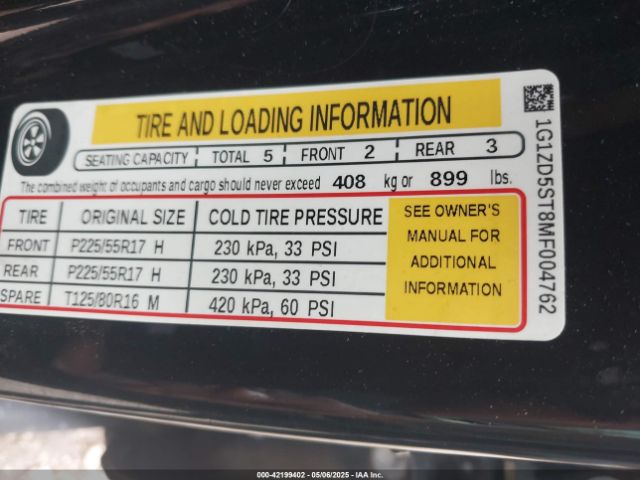 TIRE AND LOADING INFORMATION
SEATING CAPACITY TOTAL 5 FRONT 2 REAR 3
The combined weight of occupants and cargo should never exceed 408 kg or 899 lbs.
TIRE ORIGINAL SIZE COLD TIRE PRESSURE
FRONT P225/55R17 H 230 kPa, 33 PSI
REAR P225/55R17 H 230 kPa, 33 PSI
SPARE T125/80R16 M 420 kPa, 60 PSI
SEE OWNER'S
MANUAL FOR
ADDITIONAL
INFORMATION
1G1ZD5ST8MF004762
000-42199402 | 05/06/2025 | IAAI.COM